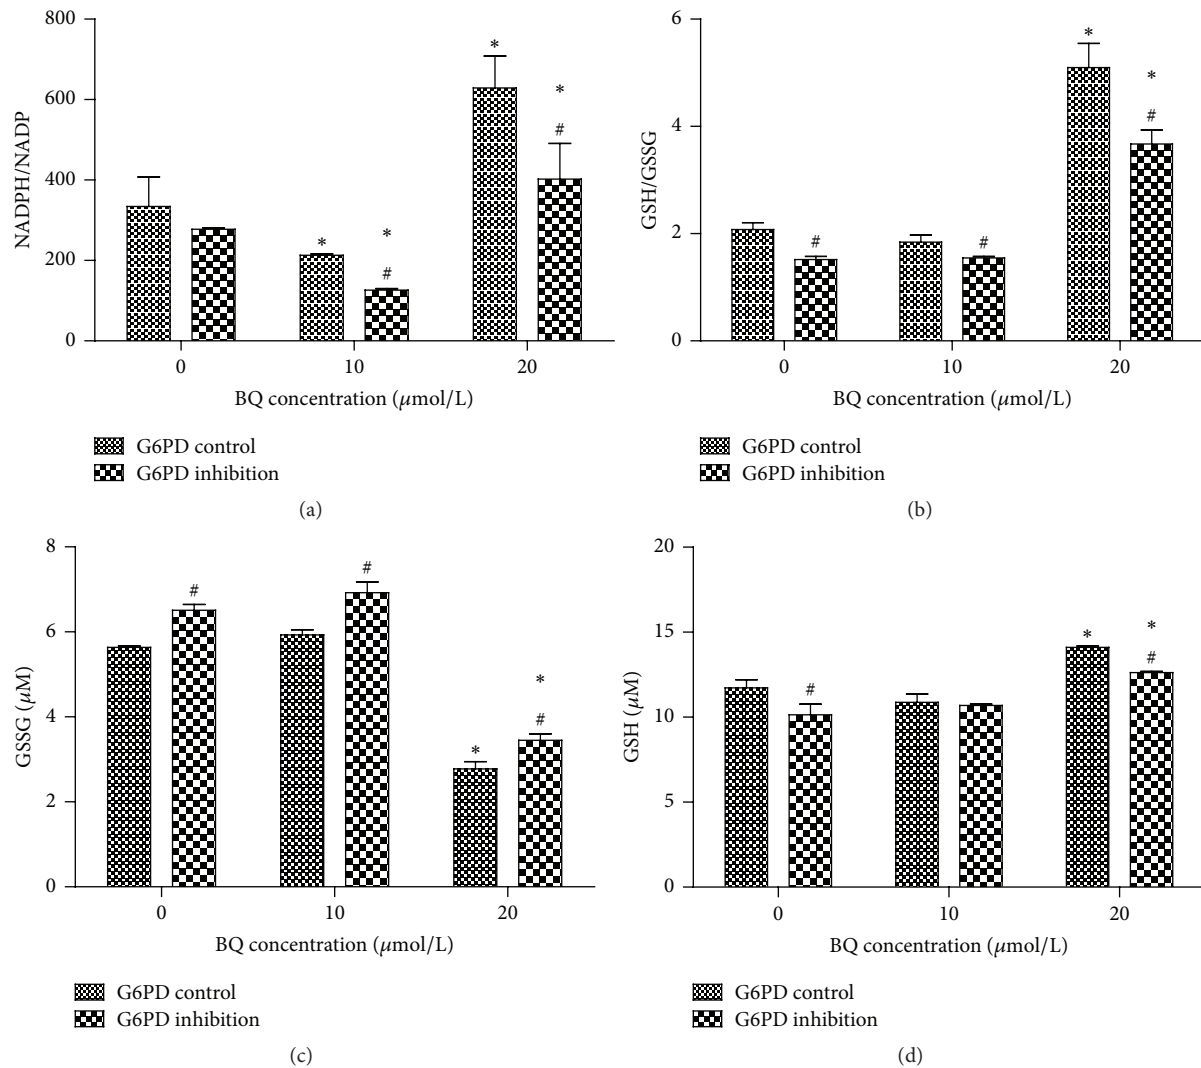 800
600
400
200
0
NADPH/NADP
*
*
#
*
*
#
0
10
20
BQ concentration (μmol/L)
G6PD control
G6PD inhibition
(a)
6
4
2
0
GSH/GSSG
#
#
*
*
#
0
10
20
BQ concentration (μmol/L)
G6PD control
G6PD inhibition
(b)
8
6
4
2
0
GSSG (μM)
#
#
*
*
#
0
10
20
BQ concentration (μmol/L)
G6PD control
G6PD inhibition
(c)
20
15
10
5
0
GSH (μM)
#
*
*
#
0
10
20
BQ concentration (μmol/L)
G6PD control
G6PD inhibition
(d)